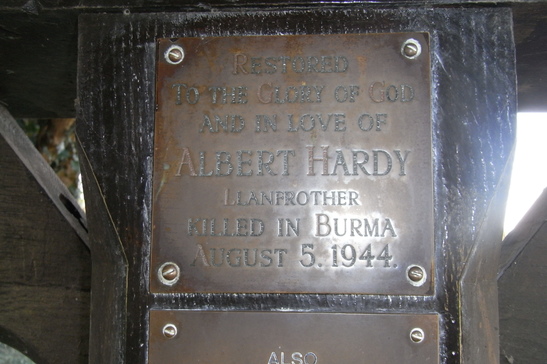 RESTORED
TO THE GLORY OF GOD
AND IN LOVE OF
ALBERT HARDY
LLANFROTHER
KILLED IN BURMA
AUGUST 5. 1944.
ALSO